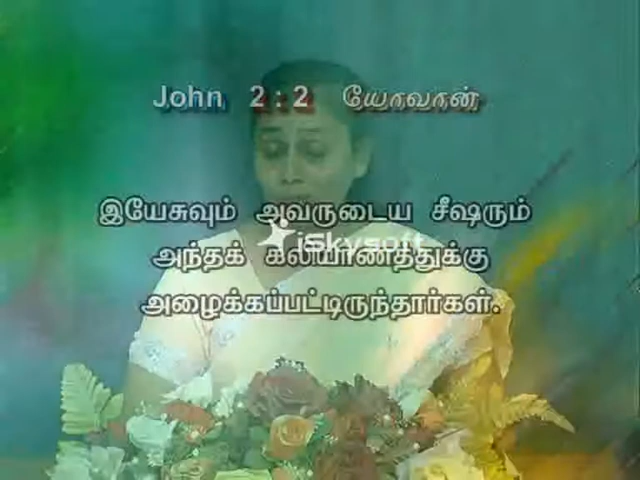 John 2:2 யோவான்
இயேசுவும் அவருடைய சீஷரும்
iSkysoft
அந்தக் கலியாணத்துக்கு
அழைக்கப்பட்டிருந்தார்கள்.